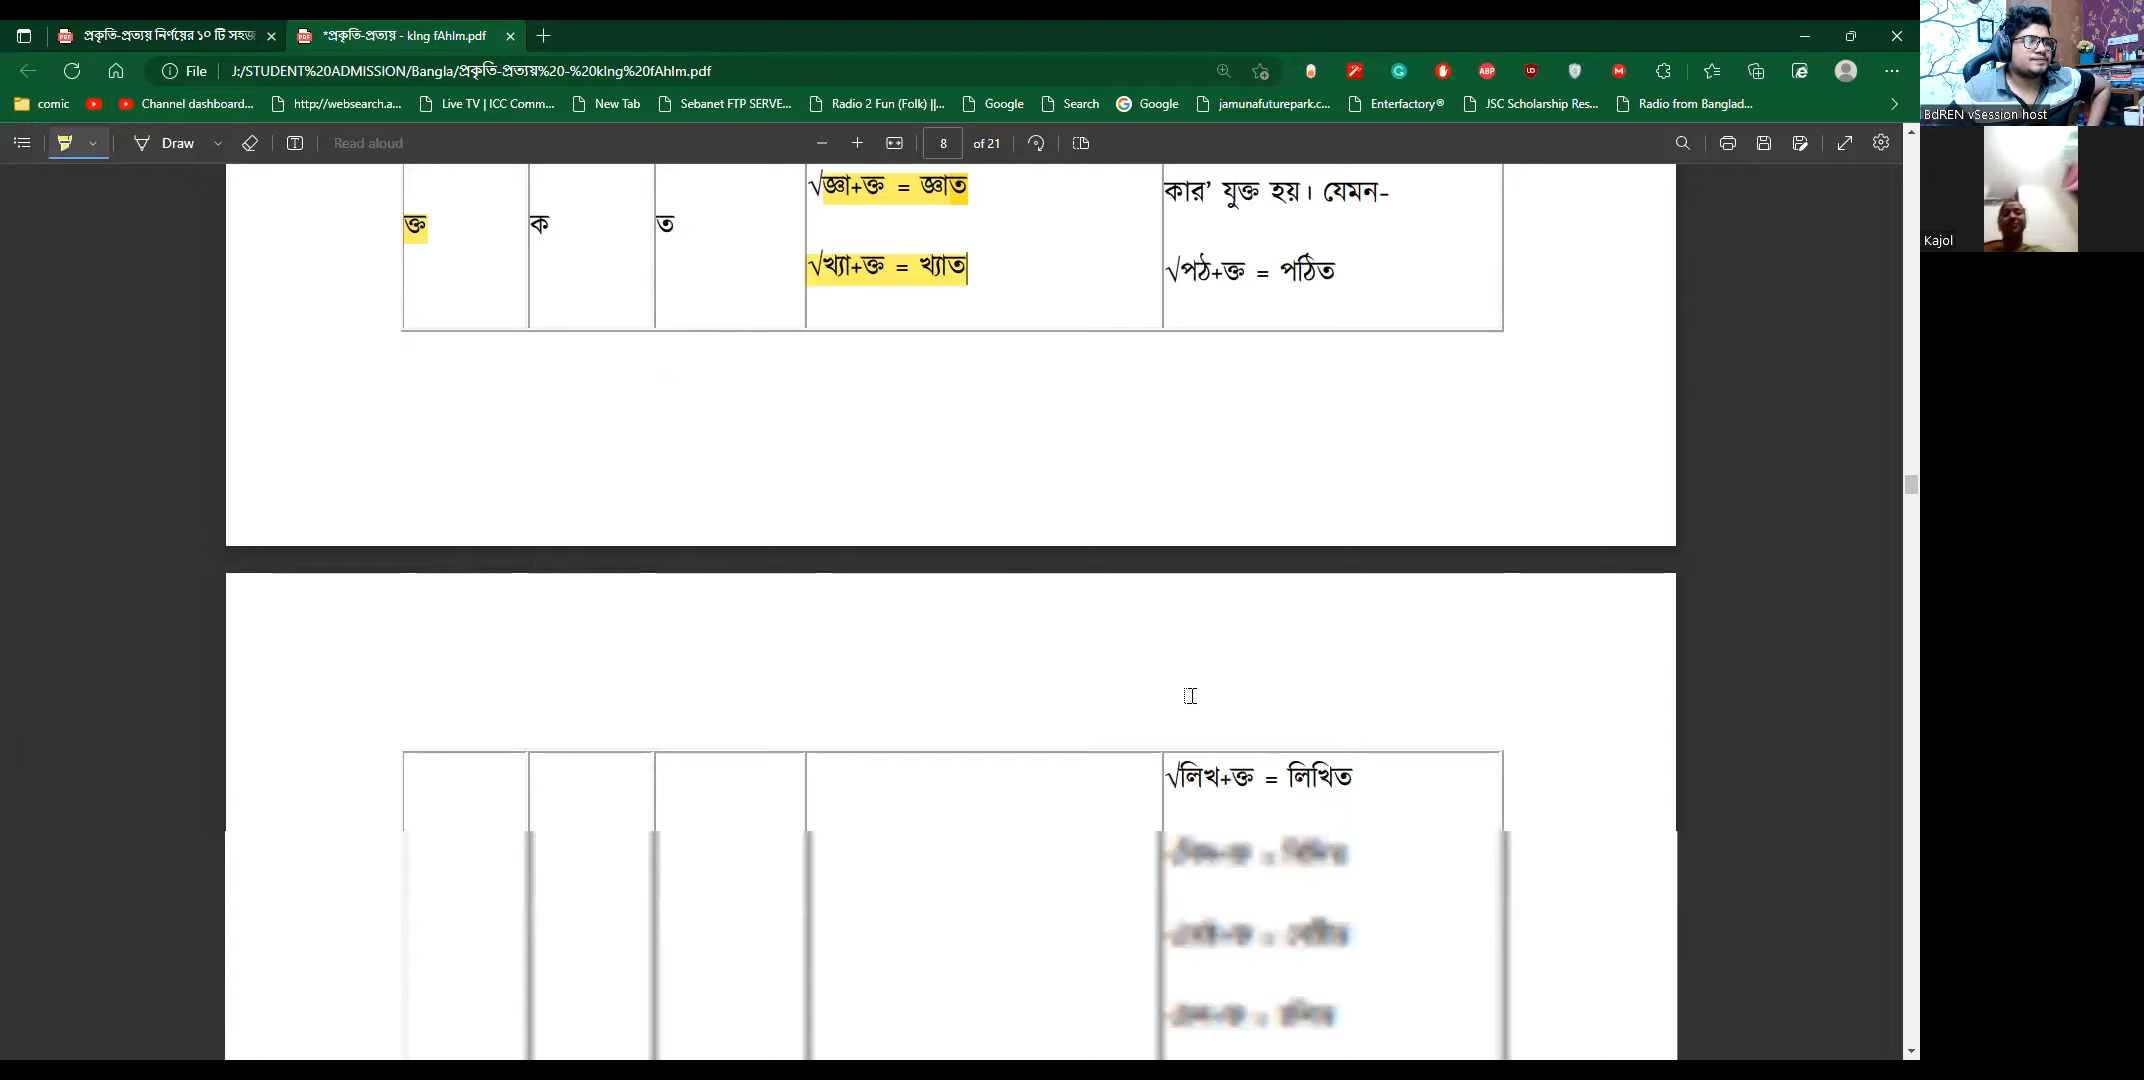 প্রকৃতি-প্রত্যয় নির্ণয়ের ১০ টি সহজ
*প্রকৃতি-প্রত্যয় - kIng fAhIm.pdf
File
J:/STUDENT%20ADMISSION/Bangla/প্রকৃতি-প্রত্যয়%20-%20kIng%20fAhIm.pdf
comic
Channel dashboard...
http://websearch.a...
Live TV | ICC Comm...
New Tab
Sebanet FTP SERVE...
Radio 2 Fun (Folk) ||...
Google
Search
Google
jamunafuturepark.c...
Enterfactory®
JSC Scholarship Res...
Radio from Banglad...
Draw
Read aloud
8 of 21
BdREN vSession host
Kajol
√জ্ঞা+ক্ত = জ্ঞাত
কার’ যুক্ত হয়। যেমন-
ক্ত
ক
ত
√খ্যা+ক্ত = খ্যাত
√পঠ+ক্ত = পঠিত
√লিখ+ক্ত = লিখিত